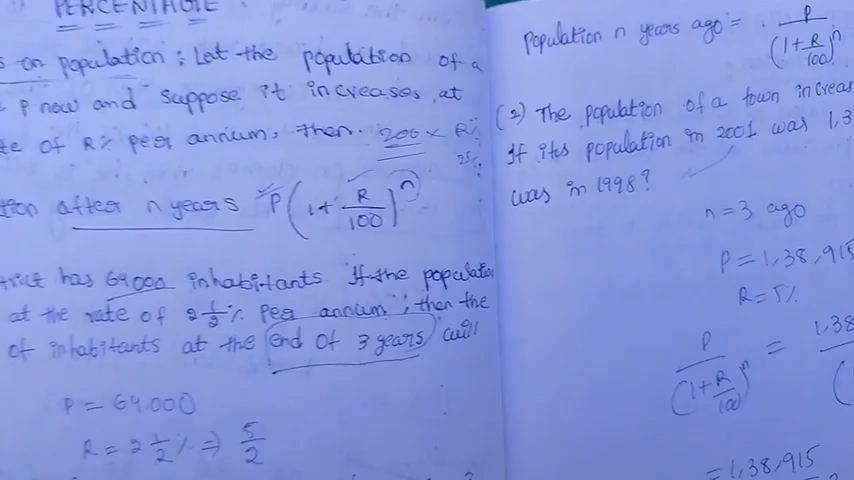 PERCENTAGE
s on population : Let the population of a
P now and suppose it increases at
te of R% per annum, then. 200 x R%
25%
tion after n years P(1+ R/100)^n
trict has 64000 inhabitants If the population
at the rate of 2 1/2 % per annum, then the
of inhabitants at the end of 3 years will
P = 64000
R = 2 1/2 % => 5/2
Population n years ago = P/(1+R/100)^n
(2) The population of a town increas
If its population in 2001 was 1,3
was in 1998?
n = 3 ago
P = 1,38,915
R = 5%
P/(1+R/100)^n = 1,38
= 1,38,915